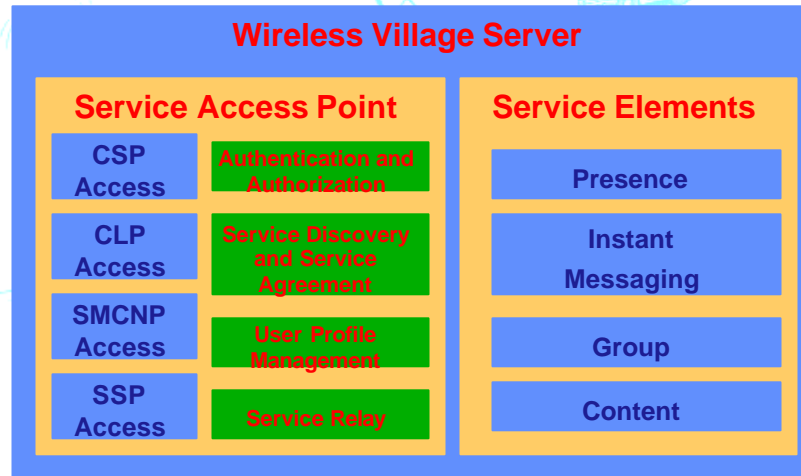 Wireless Village Server
Service Access Point
CSP
Access
CLP
Access
SMCNP
Access
SSP
Access
Authentication and
Authorization
Service Discovery
and Service
Agreement
User Profile
Management
Service Relay
Service Elements
Presence
Instant
Messaging
Group
Content